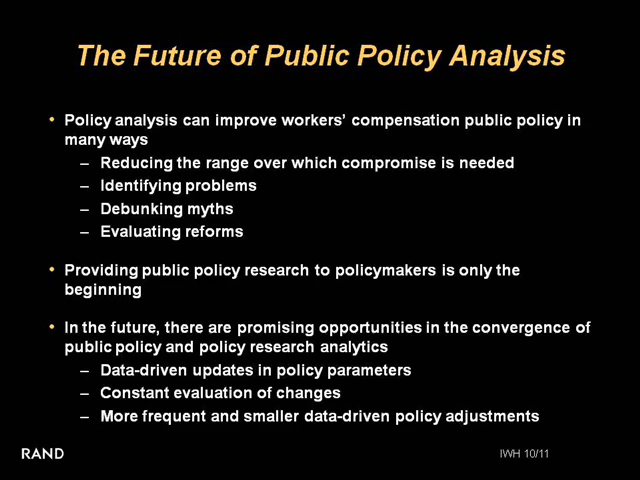 The Future of Public Policy Analysis
• Policy analysis can improve workers’ compensation public policy in
many ways
– Reducing the range over which compromise is needed
– Identifying problems
– Debunking myths
– Evaluating reforms
• Providing public policy research to policymakers is only the
beginning
• In the future, there are promising opportunities in the convergence of
public policy and policy research analytics
– Data-driven updates in policy parameters
– Constant evaluation of changes
– More frequent and smaller data-driven policy adjustments
RAND
IWH 10/11